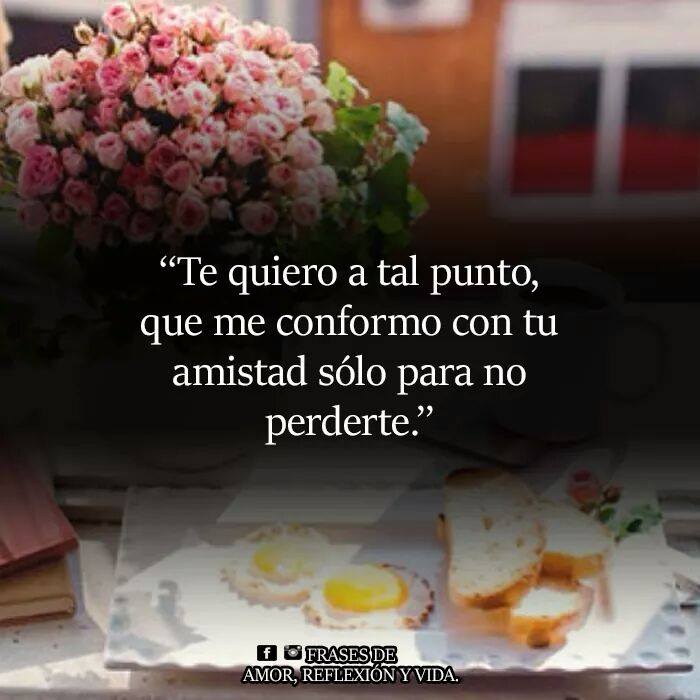 “Te quiero a tal punto,
que me conformo con tu
amistad sólo para no
perderte.”
FRASES DE
AMOR, REFLEXIÓN Y VIDA.